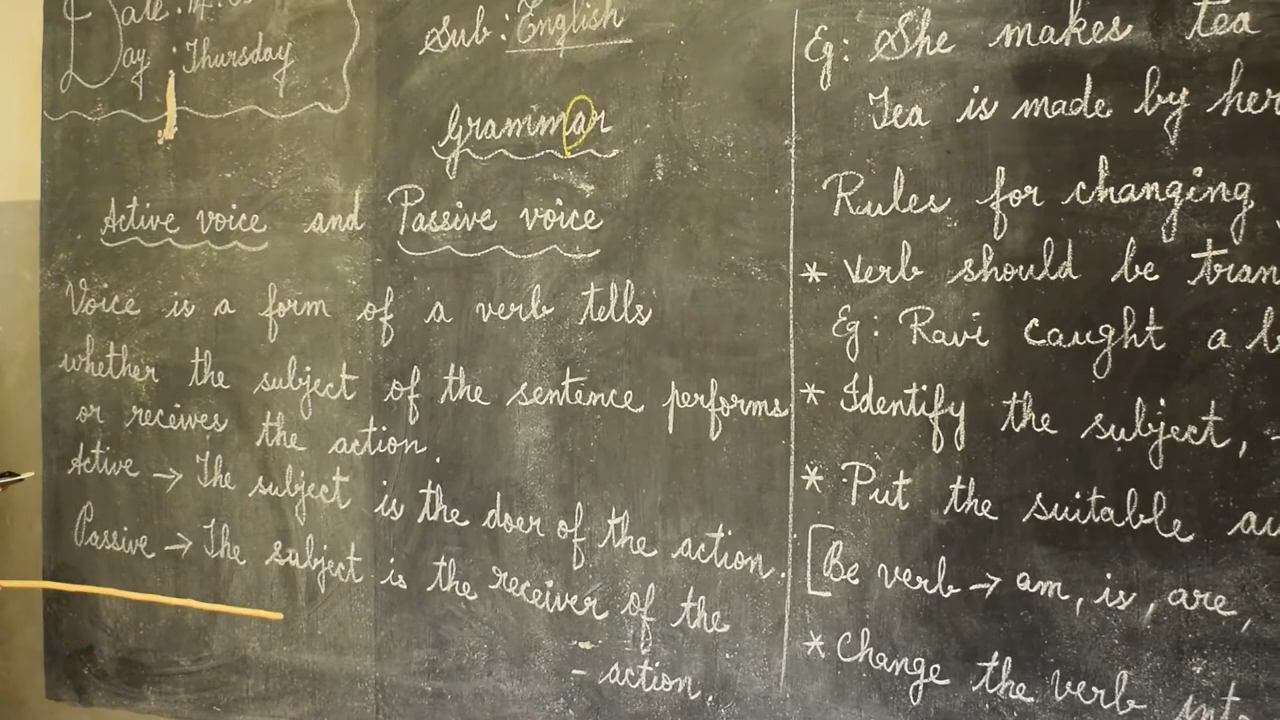 Day : Thursday
Sub : English
Grammar
Active voice and Passive voice
Voice is a form of a verb tells
whether the subject of the sentence performs
or receives the action.
Active → The subject is the doer of the action.
Passive → The subject is the receiver of the
- action.
Eg: She makes tea
Tea is made by her
Rules for changing
* Verb should be
Eg: Ravi caught a
* Identify the subject,
* Put the suitable
[Be verb → am, is, are,
* Change the verb